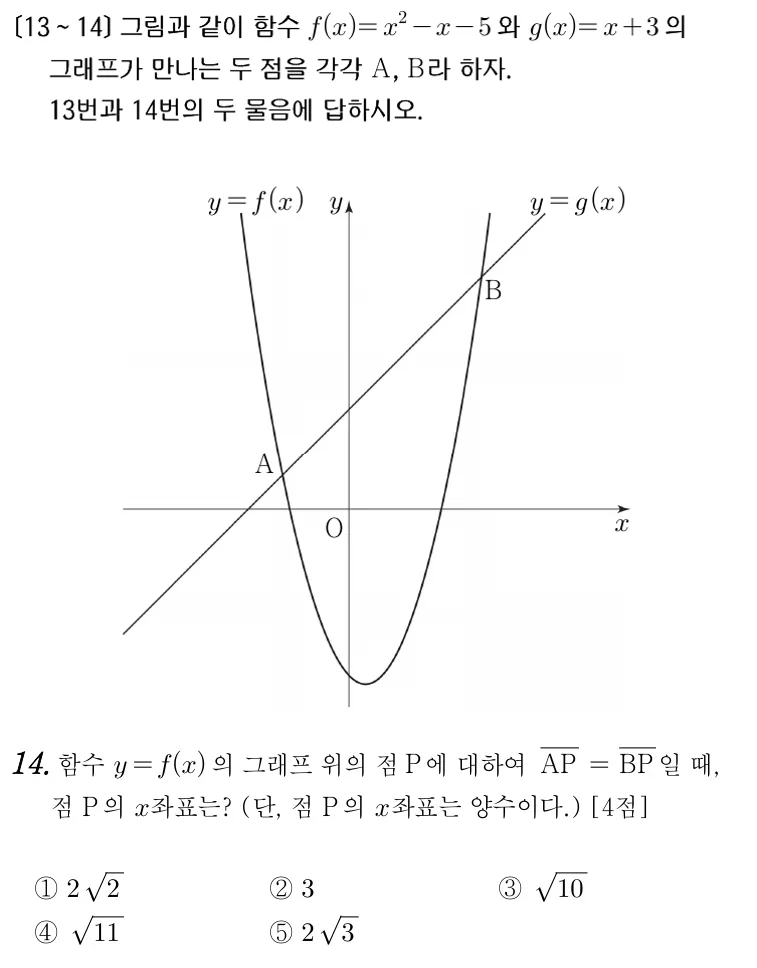 [13 ~ 14] 그림과 같이 함수 f(x)=x²-x-5와 g(x)=x+3의
그래프가 만나는 두 점을 각각 A, B라 하자.
13번과 14번의 두 물음에 답하시오.
y=f(x) y y=g(x)
B
A
O
x
14. 함수 y=f(x)의 그래프 위의 점 P에 대하여 A̅P̅ = B̅P̅일 때,
점 P의 x좌표는? (단, 점 P의 x좌표는 양수이다.) [4점]
① 2√2 ② 3 ③ √10
④ √11 ⑤ 2√3